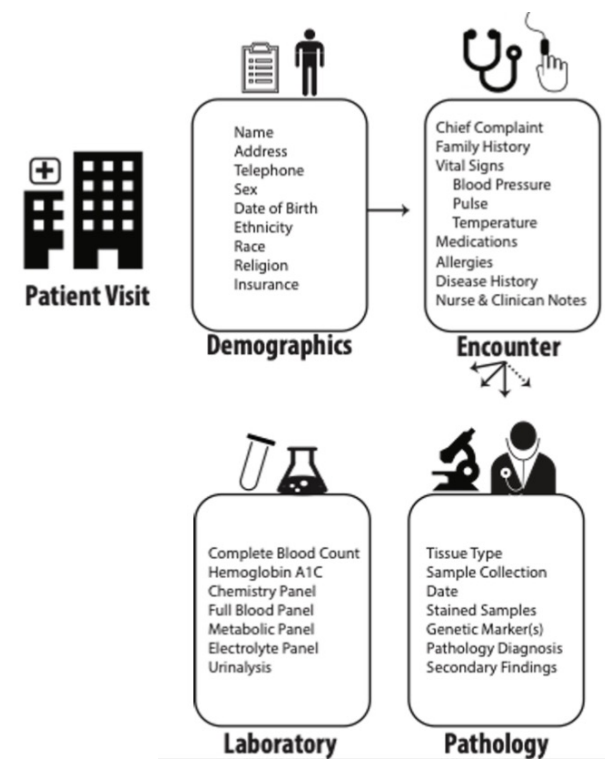 Name
Address
Telephone
Sex
Date of Birth
Ethnicity
Race
Religion
Insurance
Chief Complaint
Family History
Vital Signs
Blood Pressure
Pulse
Temperature
Medications
Allergies
Disease History
Nurse & Clinican Notes
Patient Visit
Demographics
Encounter
Complete Blood Count
Hemoglobin A1C
Chemistry Panel
Full Blood Panel
Metabolic Panel
Electrolyte Panel
Urinalysis
Tissue Type
Sample Collection
Date
Stained Samples
Genetic Marker(s)
Pathology Diagnosis
Secondary Findings
Laboratory
Pathology